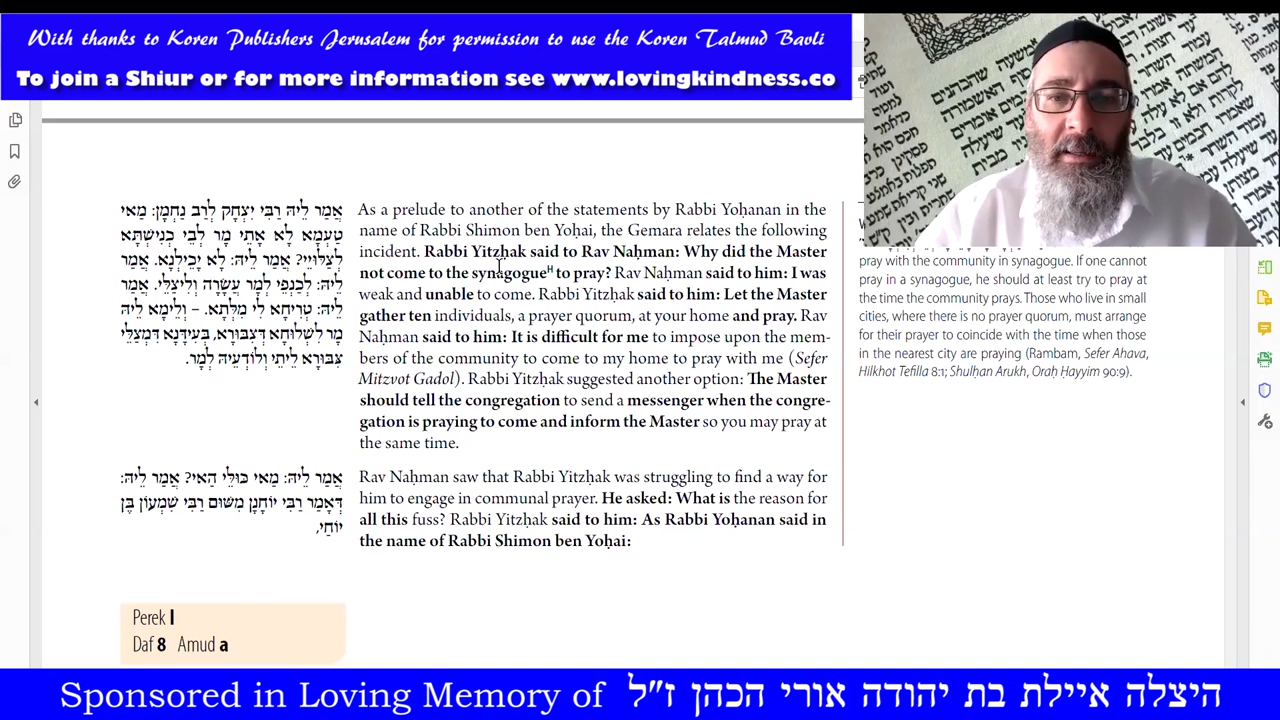 With thanks to Koren Publishers Jerusalem for permission to use the Koren Talmud Bavli
To join a Shiur or for more information see www.lovingkindness.co
אֲמַר לֵיהּ רַבִּי יִצְחָק לְרַב נַחְמָן: מַאי
טַעְמָא לָא אֲתֵי מָר לְבֵי כְנִישְׁתָּא
לְצַלּוֹיֵי? אֲמַר לֵיהּ: לָא יָכֵילְנָא. אֲמַר
לֵיהּ: לִכַּנְפֵי לְמָר עֲשָׂרָה וְלִיצַלֵּי. אֲמַר
לֵיהּ: טְרִיחָא לִי מִלְּתָא. – וְלֵימָא לֵיהּ
מָר לִשְׁלוּחָא דְּצִבּוּרָא, בְּעִידָּנָא דִּמְצַלֵּי
צִבּוּרָא לֵיתֵי וְלוֹדְעֵיהּ לְמָר.
As a prelude to another of the statements by Rabbi Yoḥanan in the
name of Rabbi Shimon ben Yoḥai, the Gemara relates the following
incident. Rabbi Yitzḥak said to Rav Naḥman: Why did the Master
not come to the synagogueᴴ to pray? Rav Naḥman said to him: I was
weak and unable to come. Rabbi Yitzḥak said to him: Let the Master
gather ten individuals, a prayer quorum, at your home and pray. Rav
Naḥman said to him: It is difficult for me to impose upon the mem-
bers of the community to come to my home to pray with me (Sefer
Mitzvot Gadol). Rabbi Yitzḥak suggested another option: The Master
should tell the congregation to send a messenger when the congre-
gation is praying to come and inform the Master so you may pray at
the same time.
אֲמַר לֵיהּ: מַאי כּוּלֵּי הַאי? אֲמַר לֵיהּ:
דְּאָמַר רַבִּי יוֹחָנָן מִשּׁוּם רַבִּי שִׁמְעוֹן בֶּן
יוֹחַי,
Rav Naḥman saw that Rabbi Yitzḥak was struggling to find a way for
him to engage in communal prayer. He asked: What is the reason for
all this fuss? Rabbi Yitzḥak said to him: As Rabbi Yoḥanan said in
the name of Rabbi Shimon ben Yoḥai:
pray with the community in synagogue. If one cannot
pray in a synagogue, he should at least try to pray at
the time the community prays. Those who live in small
cities, where there is no prayer quorum, must arrange
for their prayer to coincide with the time when those
in the nearest city are praying (Rambam, Sefer Ahava,
Hilkhot Tefilla 8:1; Shulḥan Arukh, Oraḥ Ḥayyim 90:9).
Perek I
Daf 8 Amud a
Sponsored in Loving Memory of היצלה איילת בת יהודה אורי הכהן ז"ל